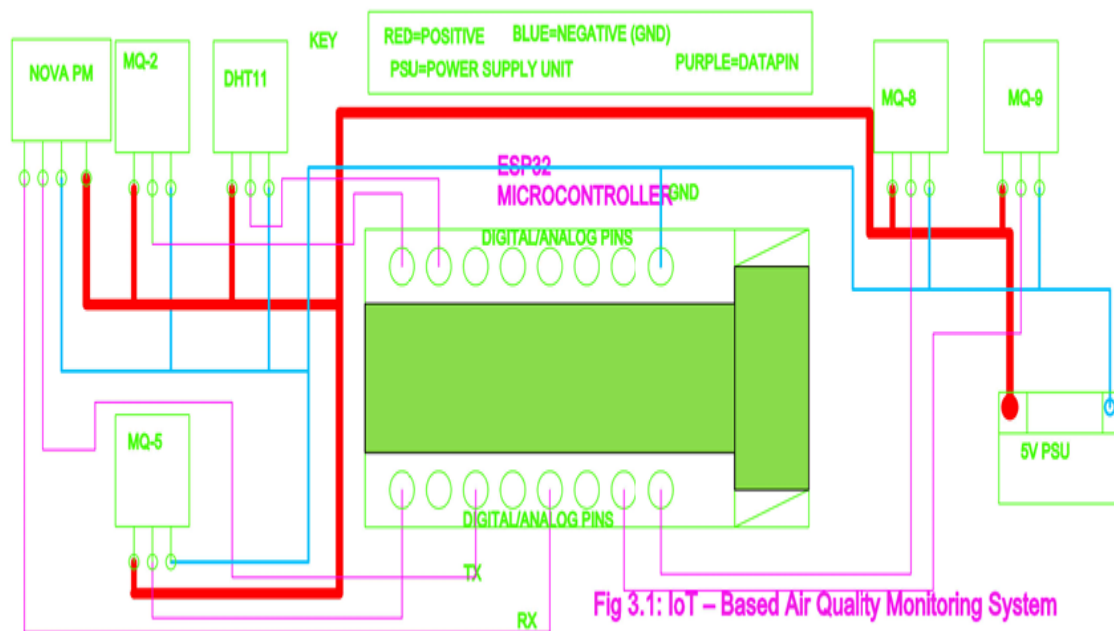 KEY
RED=POSITIVE BLUE=NEGATIVE (GND)
PSU=POWER SUPPLY UNIT PURPLE=DATAPIN
NOVA PM
MQ-2
DHT11
MQ-8
MQ-9
ESP32
MICROCONTROLLER
GND
DIGITAL/ANALOG PINS
MQ-5
5V PSU
DIGITAL/ANALOG PINS
TX
RX
Fig 3.1: IoT – Based Air Quality Monitoring System